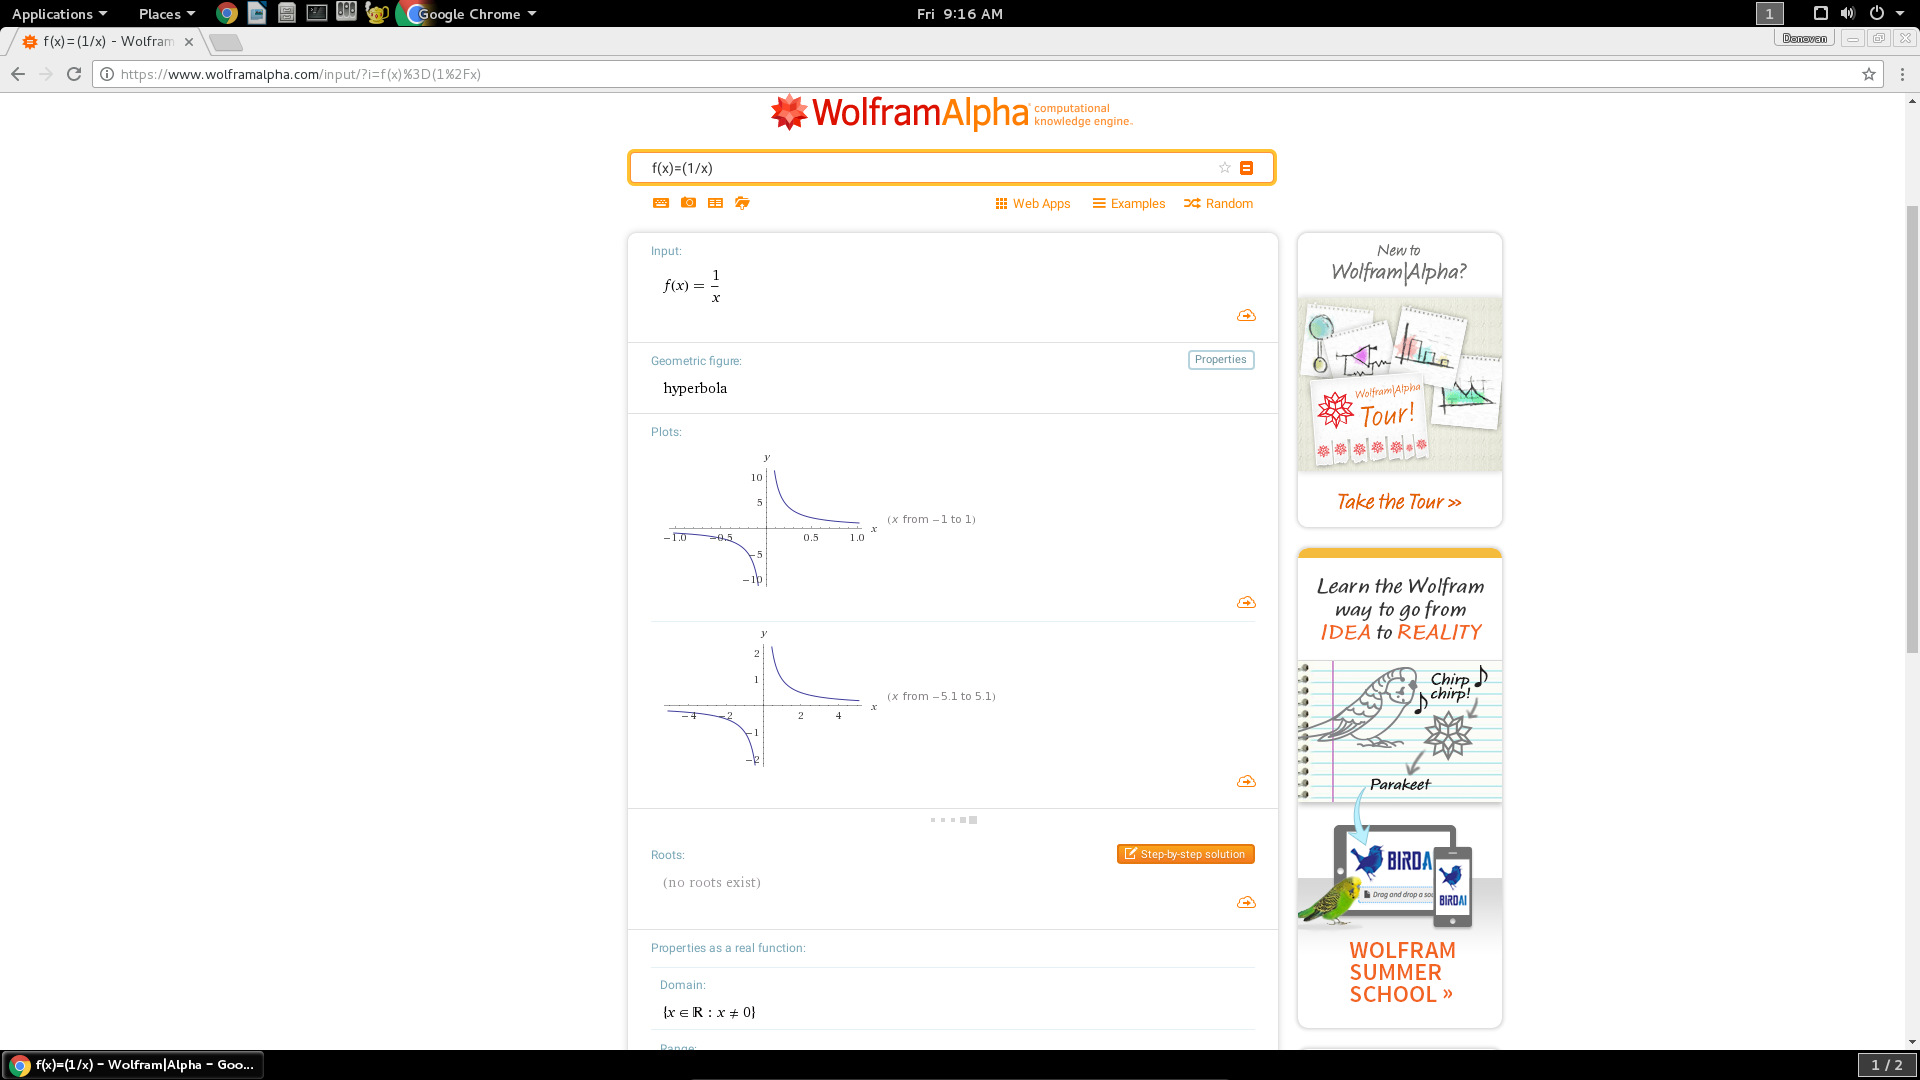 Applications Places Google Chrome Fri 9:16 AM 1
f(x)=(1/x) - Wolfram Donovan
https://www.wolframalpha.com/input/?i=f(x)%3D(1%2Fx)
WolframAlpha computational
knowledge engine.
f(x)=(1/x)
Web Apps Examples Random
Input:
f(x) = 1/x
Geometric figure: Properties
hyperbola
Plots:
y
10
5
(x from −1 to 1)
x
−1.0 −0.5 0.5 1.0
−5
−10
y
2
1
(x from −5.1 to 5.1)
x
−4 −2 2 4
−1
−2
Roots: Step-by-step solution
(no roots exist)
Properties as a real function:
Domain:
{x ∈ ℝ : x ≠ 0}
Range:
New to
Wolfram|Alpha?
Wolfram|Alpha
Tour!
Take the Tour >>
Learn the Wolfram
way to go from
IDEA to REALITY
Chirp
chirp!
Parakeet
BIRDA
Drag and drop a so
BIRDAI
WOLFRAM
SUMMER
SCHOOL »
f(x)=(1/x) - Wolfram|Alpha - Goo... 1 / 2